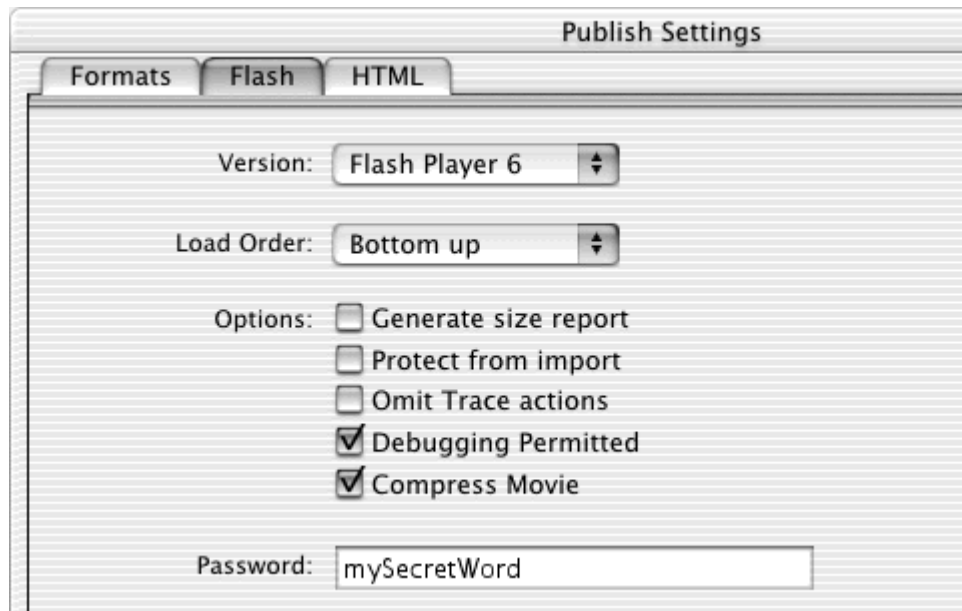 Publish Settings
Formats Flash HTML
Version: Flash Player 6
Load Order: Bottom up
Options: Generate size report
Protect from import
Omit Trace actions
Debugging Permitted
Compress Movie
Password: mySecretWord